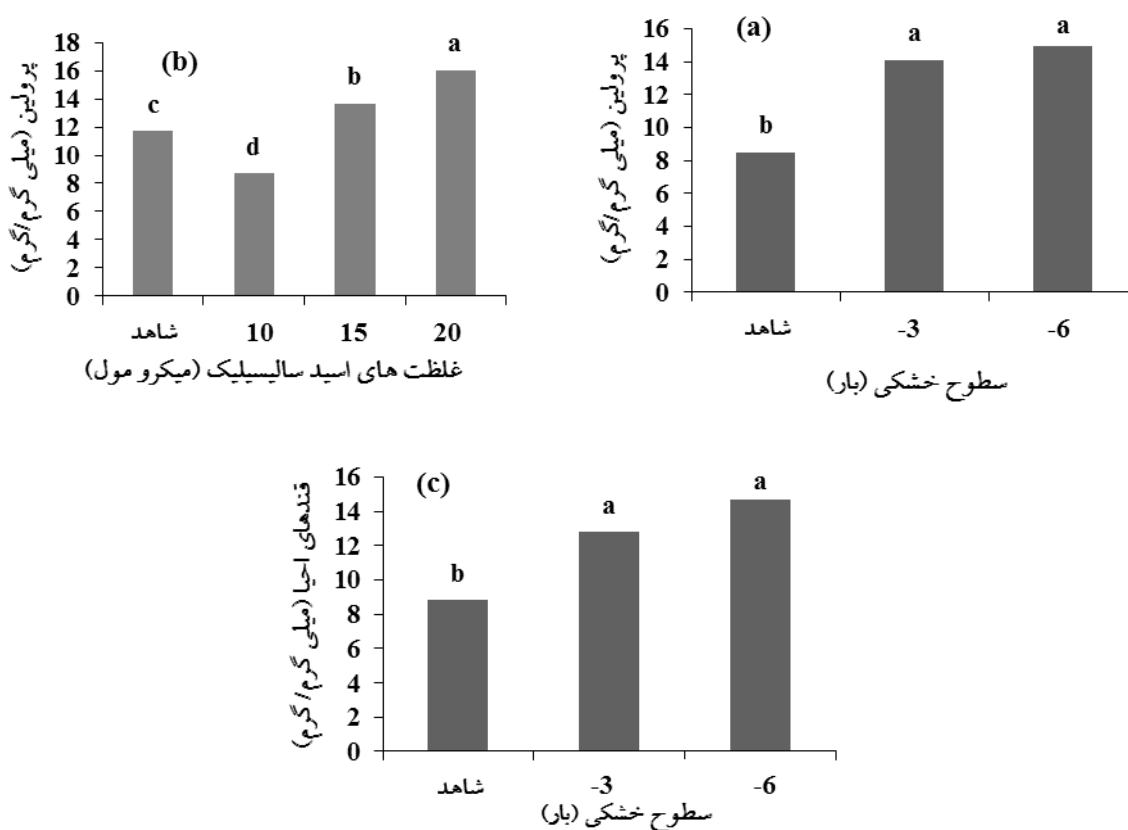 (a)
پرولین (میلی گرم/گرم)
16
14
12
10
8
6
4
2
0
b
a
a
شاهد
-3
-6
سطوح خشکی (بار)
(b)
پرولین (میلی گرم/گرم)
18
16
14
12
10
8
6
4
2
0
c
d
b
a
شاهد
10
15
20
غلظت های اسید سالیسیلیک (میکرو مول)
(c)
قندهای احیا (میلی گرم/ گرم)
16
14
12
10
8
6
4
2
0
b
a
a
شاهد
-3
-6
سطوح خشکی (بار)